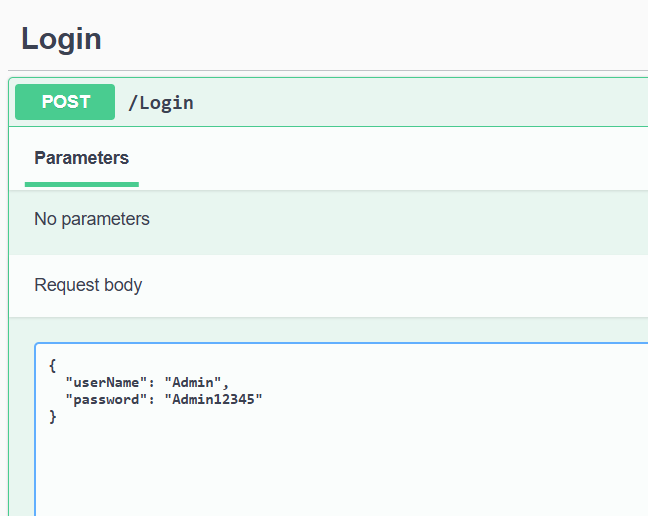 Login
POST /Login
Parameters
No parameters
Request body
{
  "userName": "Admin",
  "password": "Admin12345"
}